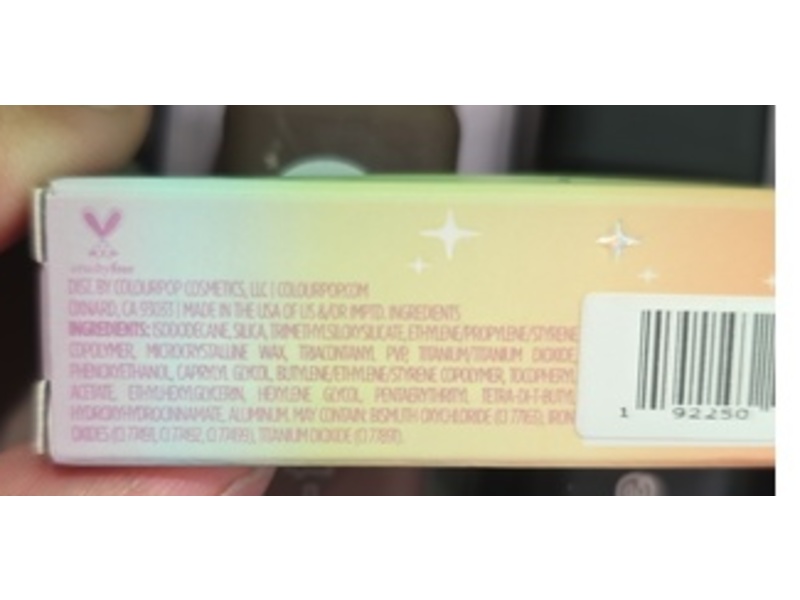 cruelty free
DIST. BY COLOURPOP COSMETICS, LLC | COLOURPOP.COM
OXNARD, CA 93033 | MADE IN THE USA OF US &/OR IMPTD. INGREDIENTS
INGREDIENTS: ISODODECANE, SILICA, TRIMETHYLSILOXYSILICATE, ETHYLENE/PROPYLENE/STYRENE
COPOLYMER, MICROCRYSTALLINE WAX, TRIACONTANYL PVP, TITANIUM/TITANIUM DIOXIDE,
PHENOXYETHANOL, CAPRYLYL GLYCOL, BUTYLENE/ETHYLENE/STYRENE COPOLYMER, TOCOPHERYL
ACETATE, ETHYLHEXYLGLYCERIN, HEXYLENE GLYCOL, PENTAERYTHRITYL TETRA-DI-T-BUTYL
HYDROXYHYDROCINNAMATE, ALUMINUM. MAY CONTAIN: BISMUTH OXYCHLORIDE (CI 77163), IRON
OXIDES (CI 77491, CI 77492, CI 77499), TITANIUM DIOXIDE (CI 77891).
1 92250